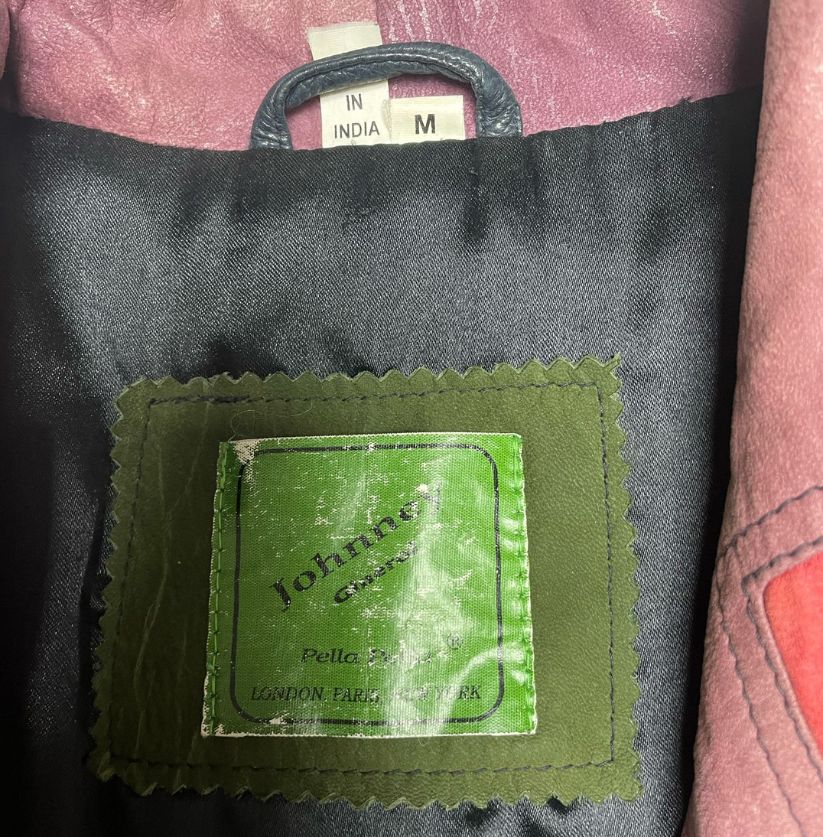 IN
INDIA
M
Johnney
Pella ®
LONDON, PARIS, NEW YORK